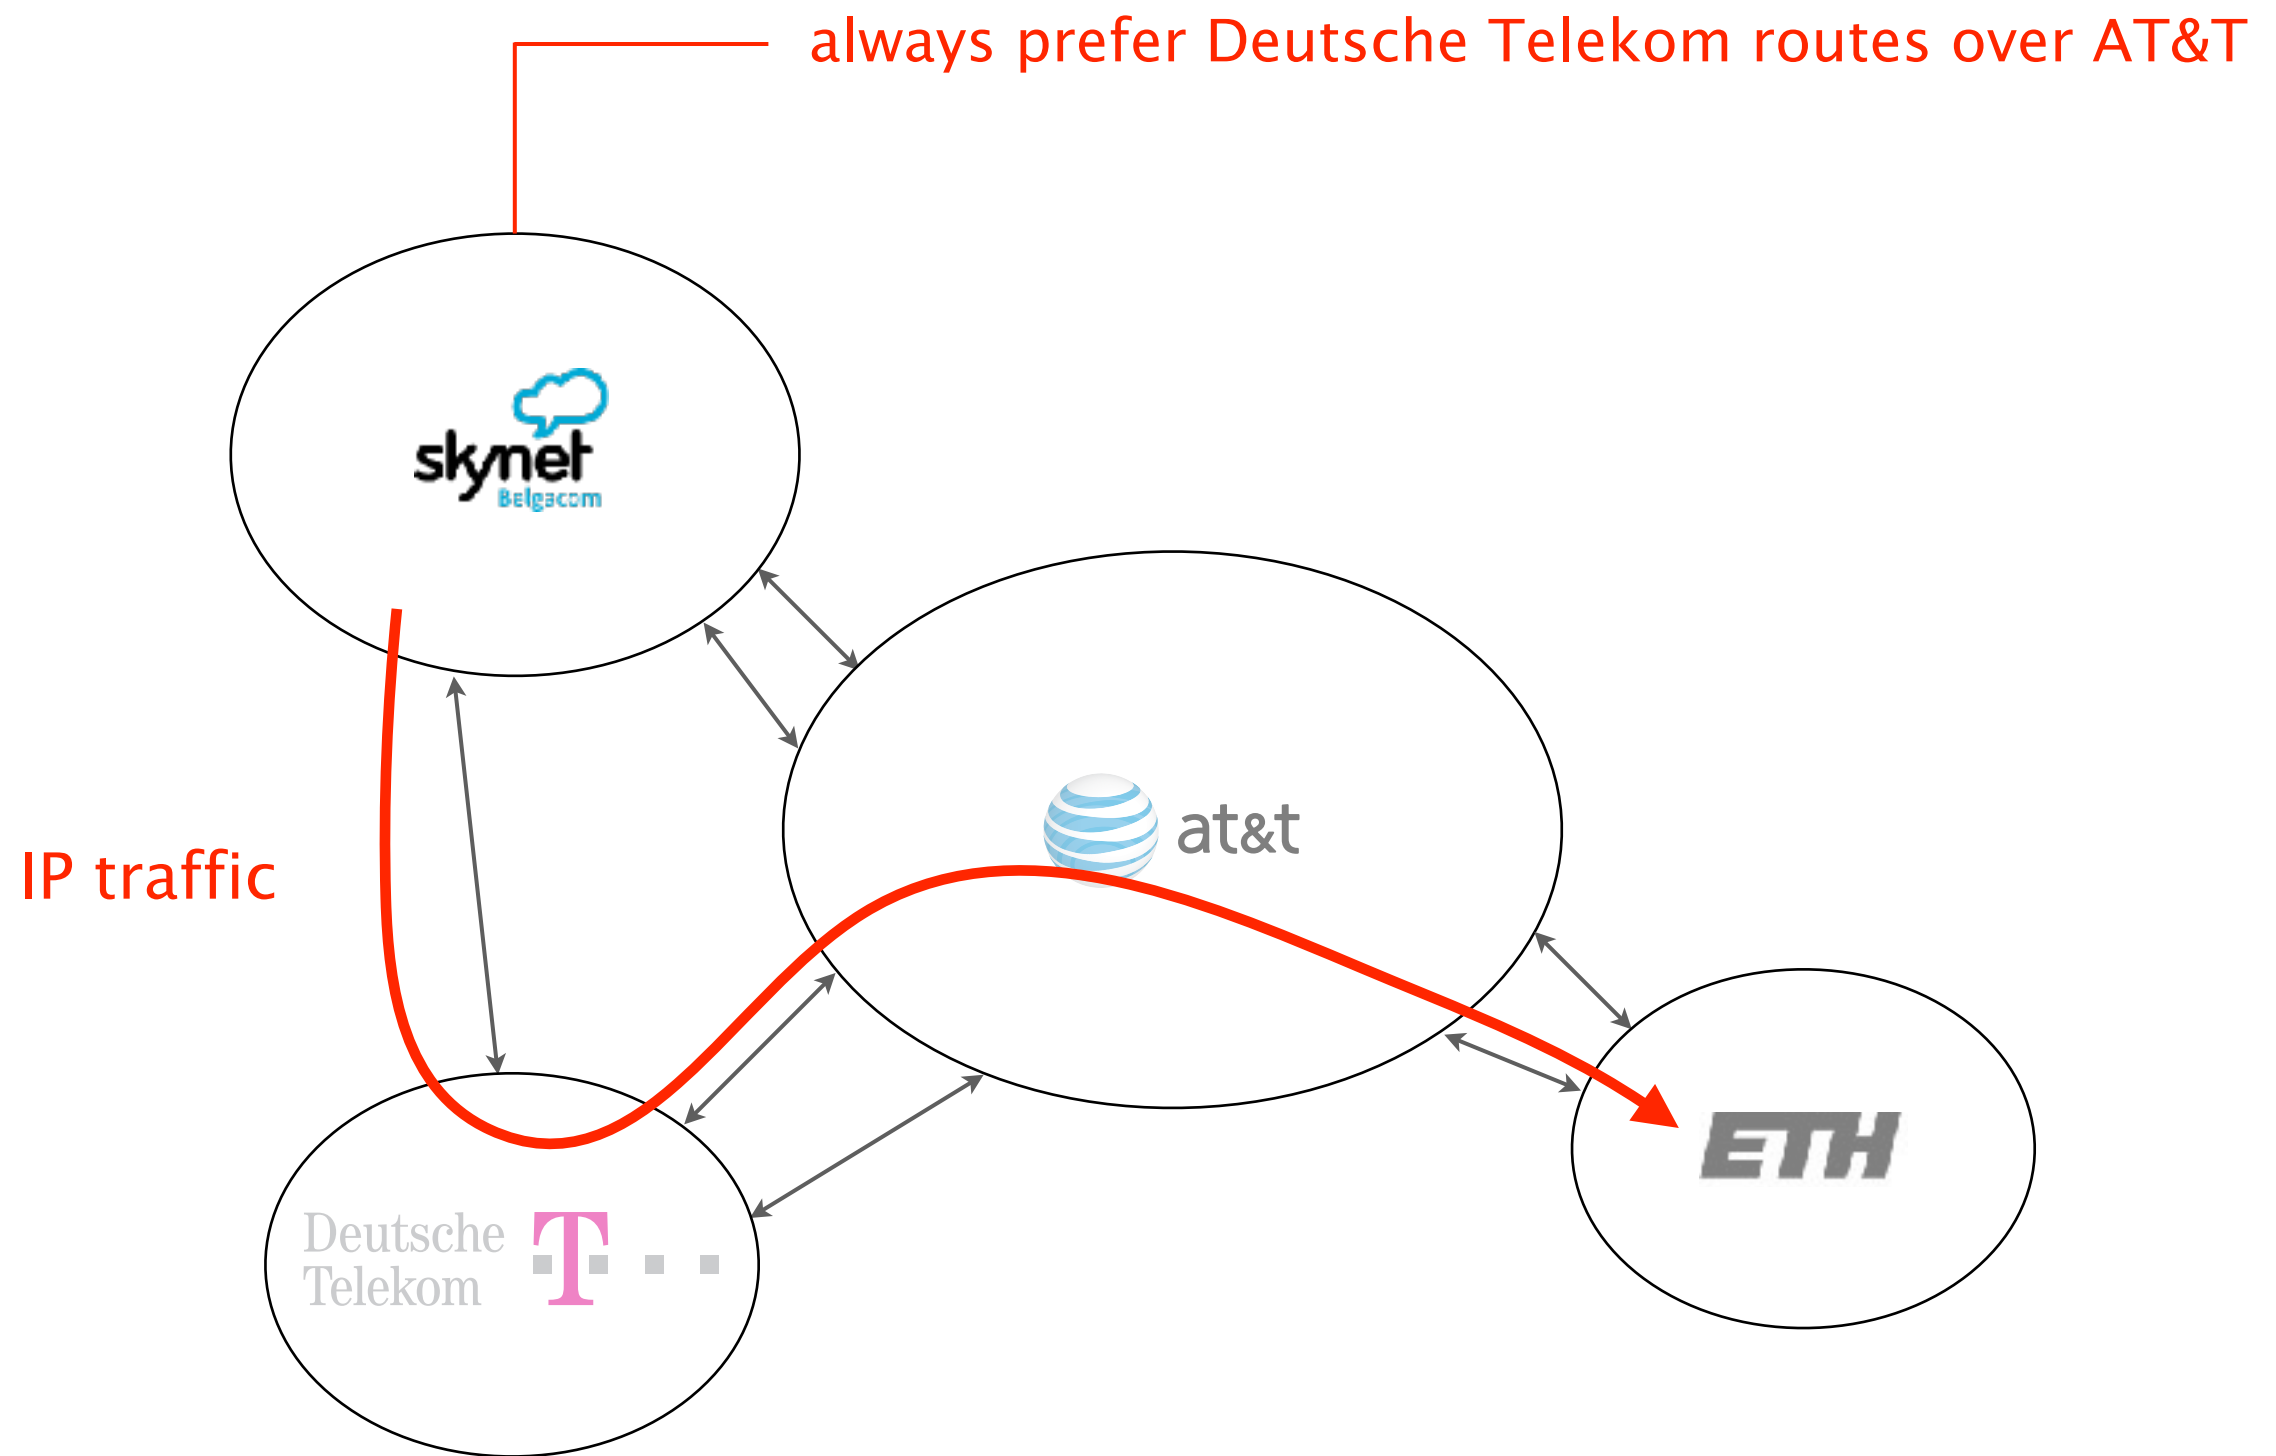 always prefer Deutsche Telekom routes over AT&T
skynet
Belgacom
at&t
IP traffic
ETH
Deutsche
Telekom
T